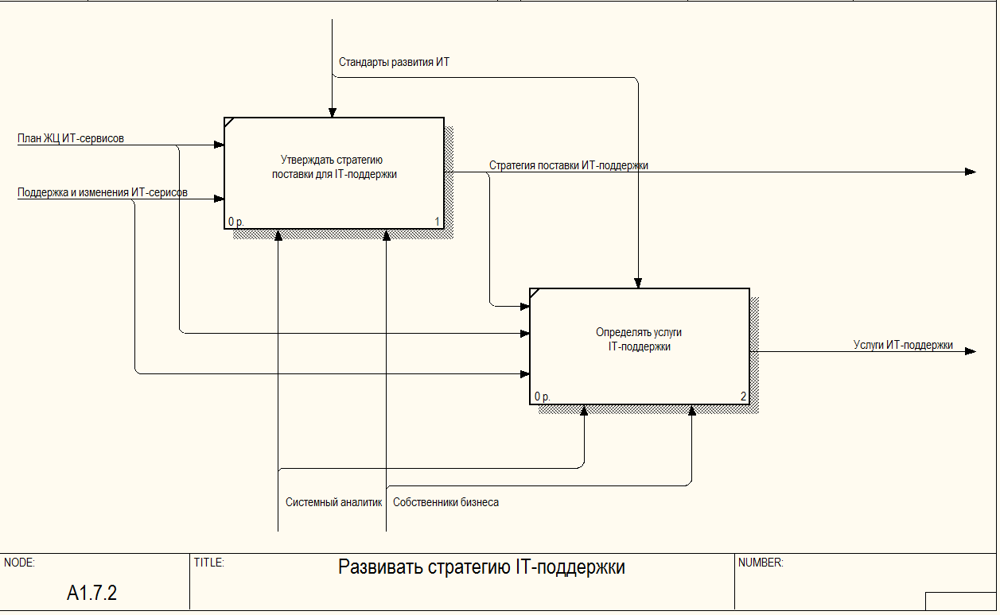 Стандарты развития ИТ
План ЖЦ ИТ-сервисов
Утверждать стратегию
поставки для IT-поддержки
Стратегия поставки ИТ-поддержки
Поддержка и изменения ИТ-серисов
0 р.
1
Определять услуги
IT-поддержки
Услуги ИТ-поддержки
0 р.
2
Системный аналитик
Собственники бизнеса
NODE:
TITLE:
Развивать стратегию IT-поддержки
NUMBER:
A1.7.2